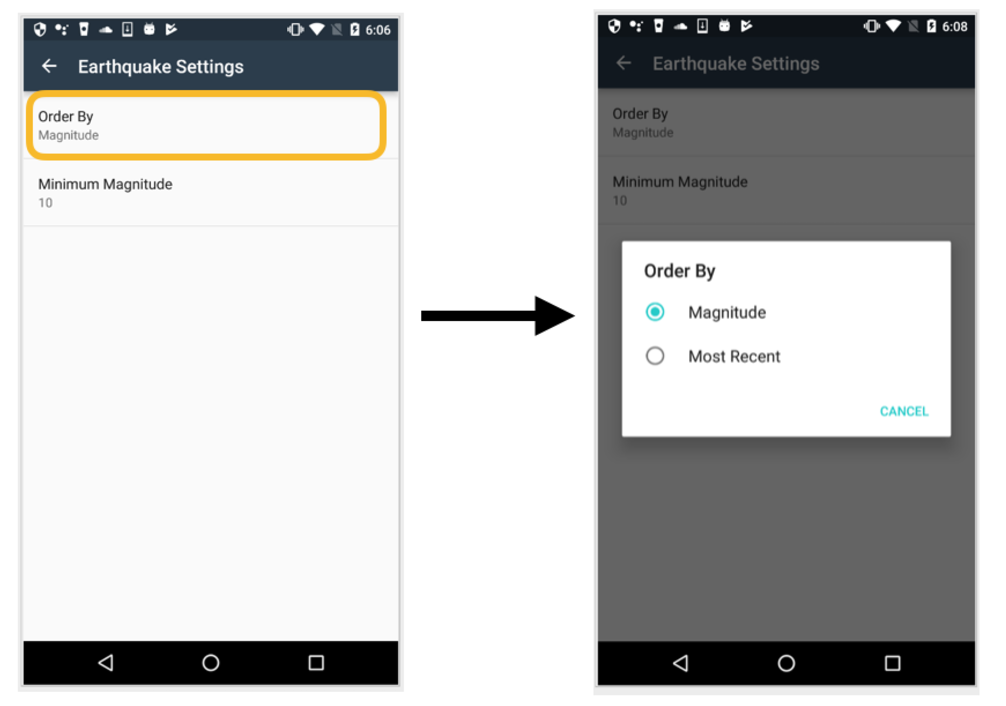 6:06
Earthquake Settings
Order By
Magnitude
Minimum Magnitude
10
6:08
Earthquake Settings
Order By
Magnitude
Minimum Magnitude
10
Order By
Magnitude
Most Recent
CANCEL